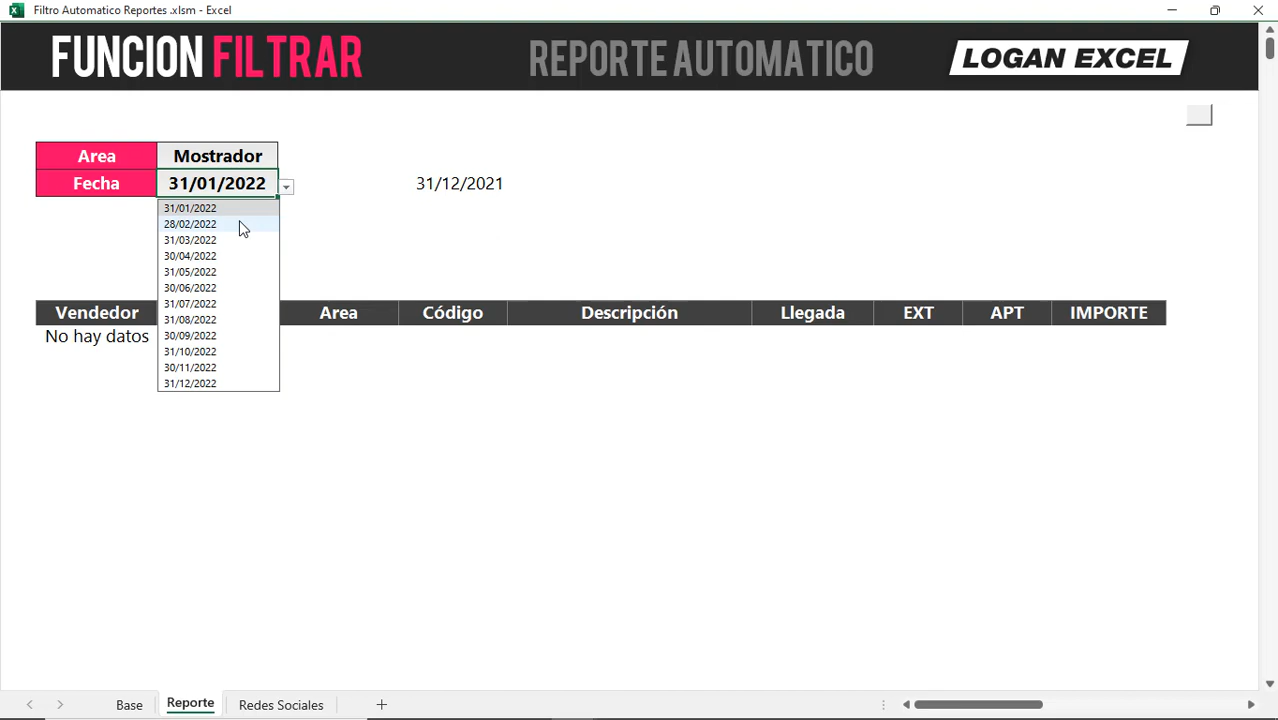 Filtro Automatico Reportes .xlsm - Excel
FUNCION FILTRAR REPORTE AUTOMATICO LOGAN EXCEL
Area Mostrador
Fecha 31/01/2022 31/12/2021
31/01/2022
28/02/2022
31/03/2022
30/04/2022
31/05/2022
30/06/2022
31/07/2022
31/08/2022
30/09/2022
31/10/2022
30/11/2022
31/12/2022
Vendedor Area Código Descripción Llegada EXT APT IMPORTE
No hay datos
Base Reporte Redes Sociales